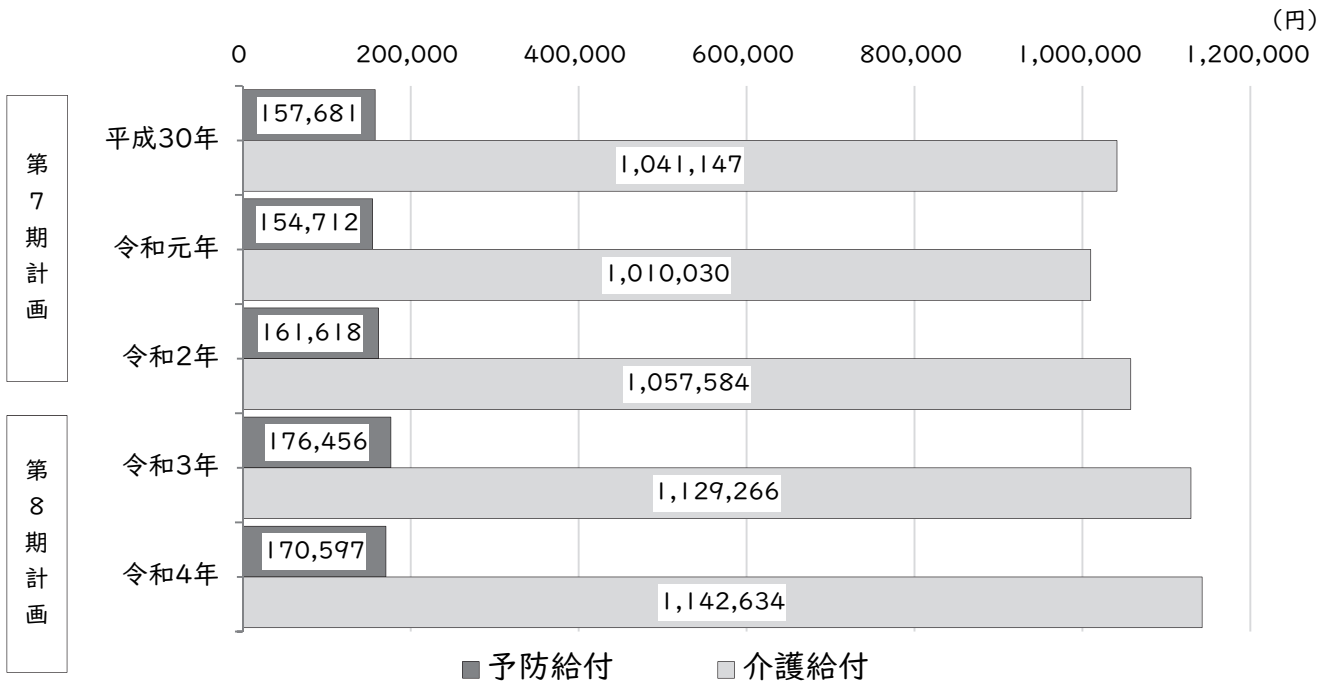 (円)
0 200,000 400,000 600,000 800,000 1,000,000 1,200,000
第7期計画
平成30年
157,681
1,041,147
令和元年
154,712
1,010,030
令和2年
161,618
1,057,584
第8期計画
令和3年
176,456
1,129,266
令和4年
170,597
1,142,634
予防給付 介護給付